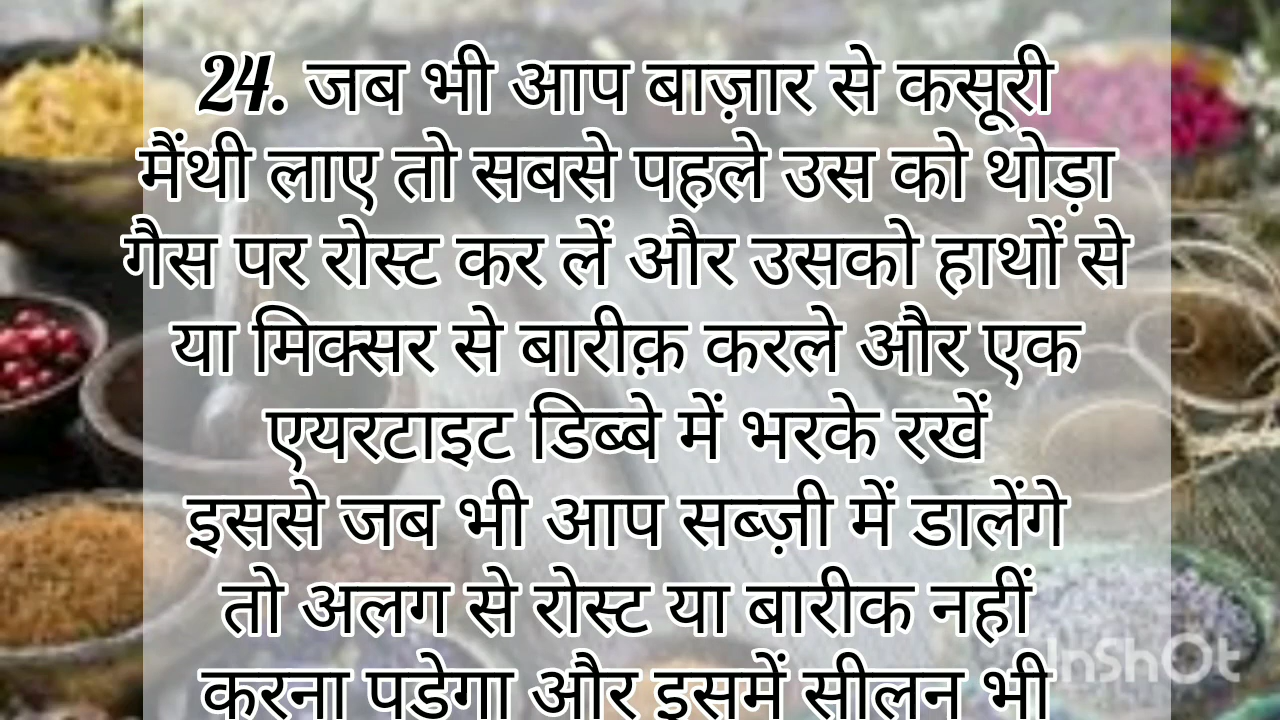 24. जब भी आप बाज़ार से कसूरी
मैंथी लाए तो सबसे पहले उस को थोड़ा
गैस पर रोस्ट कर लें और उसको हाथों से
या मिक्सर से बारीक़ करले और एक
एयरटाइट डिब्बे में भरके रखें
इससे जब भी आप सब्ज़ी में डालेंगे
तो अलग से रोस्ट या बारीक नहीं
करना पड़ेगा और इसमें सीलन भी
InShOt